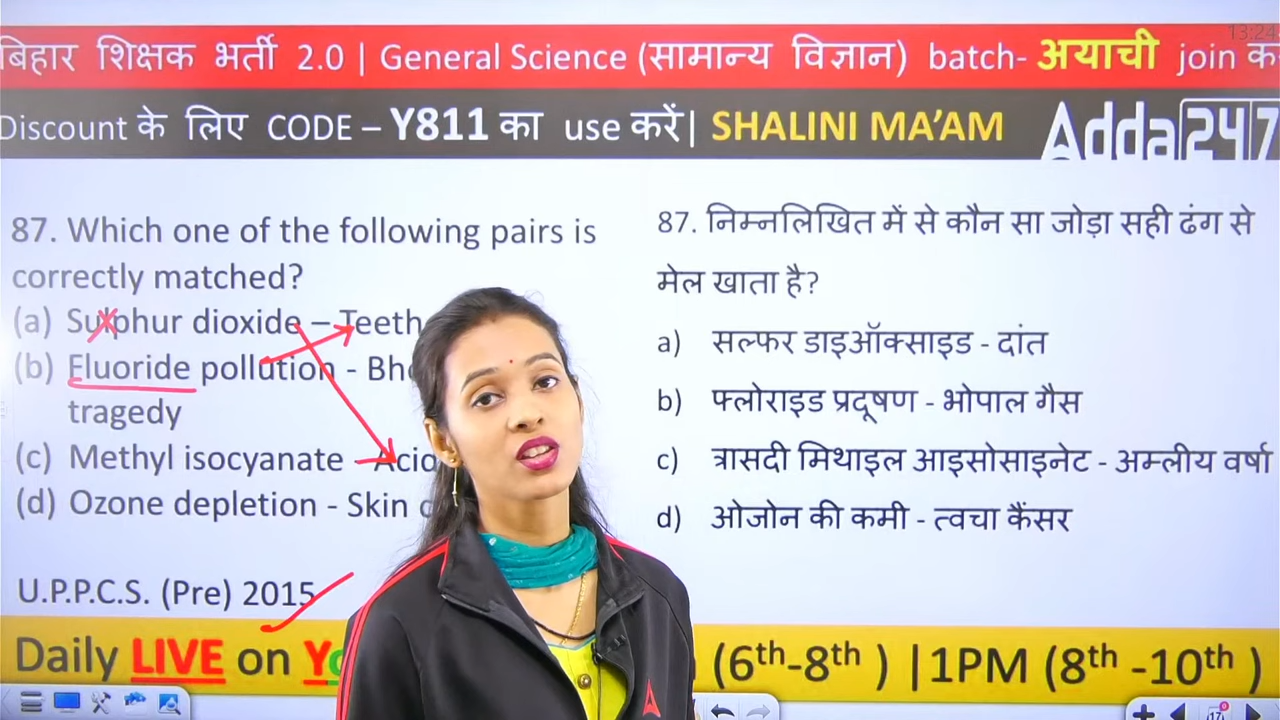 13:24
बिहार शिक्षक भर्ती 2.0 | General Science (सामान्य विज्ञान) batch- अयाची join
Discount के लिए CODE – Y811 का use करें| SHALINI MA’AM
Adda247
87. Which one of the following pairs is
correctly matched?
(a) Sulphur dioxide – Teeth
(b) Fluoride pollution -
tragedy
(c) Methyl isocyanate -
(d) Ozone depletion - Skin
U.P.P.C.S. (Pre) 2015
87. निम्नलिखित में से कौन सा जोड़ा सही ढंग से
मेल खाता है?
a) सल्फर डाइऑक्साइड - दांत
b) फ्लोराइड प्रदूषण - भोपाल गैस
c) त्रासदी मिथाइल आइसोसाइनेट - अम्लीय वर्षा
d) ओजोन की कमी - त्वचा कैंसर
Daily LIVE on (6th-8th ) |1PM (8th -10th )
17